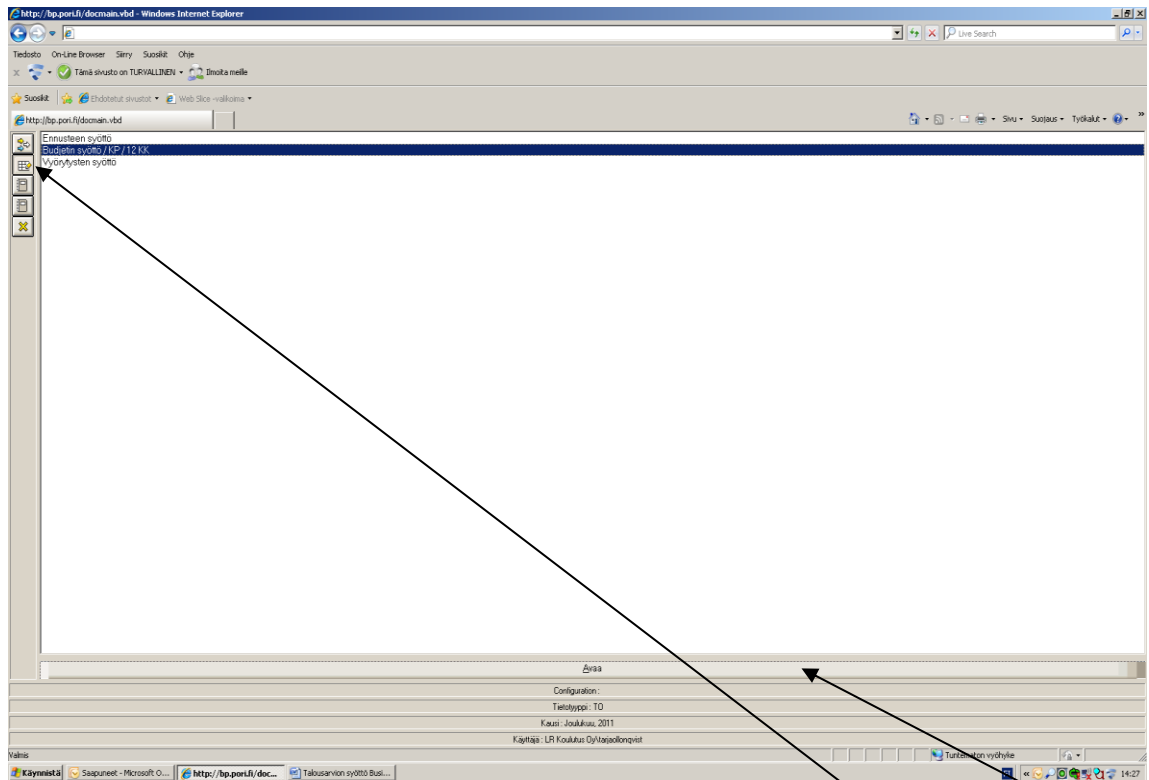 http://bp.pori.fi/docmain.vbd - Windows Internet Explorer
Live Search
Tiedosto On-Line Browser Siirry Suosikit Ohje
x Tämä sivusto on TURVALLINEN Ilmoita meille
Suosikit Ehdotetut sivustot Web Slice -valikoima
http://bp.pori.fi/docmain.vbd Sivu Suojaus Työkalut
Ennusteen syöttö
Budjetin syöttö / KP / 12 KK
Vyörytysten syöttö
Avaa
Configuration :
Tietotyyppi : TO
Kausi : Joulukuu, 2011
Käyttäjä : LR Koulutus Oy\tarjaollonqvist
Valmis Tuntematon vyöhyke
Käynnistä Saapuneet - Microsoft O... http://bp.pori.fi/doc... Talousarvion syöttö Busi... « 14:27